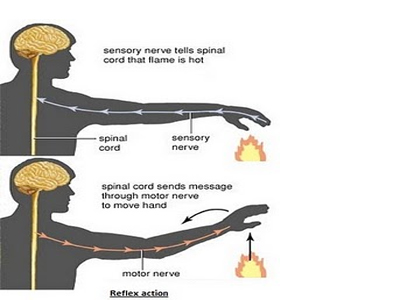 sensory nerve tells spinal
cord that flame is hot
spinal
cord
sensory
nerve
spinal cord sends message
through motor nerve
to move hand
motor nerve
Reflex action